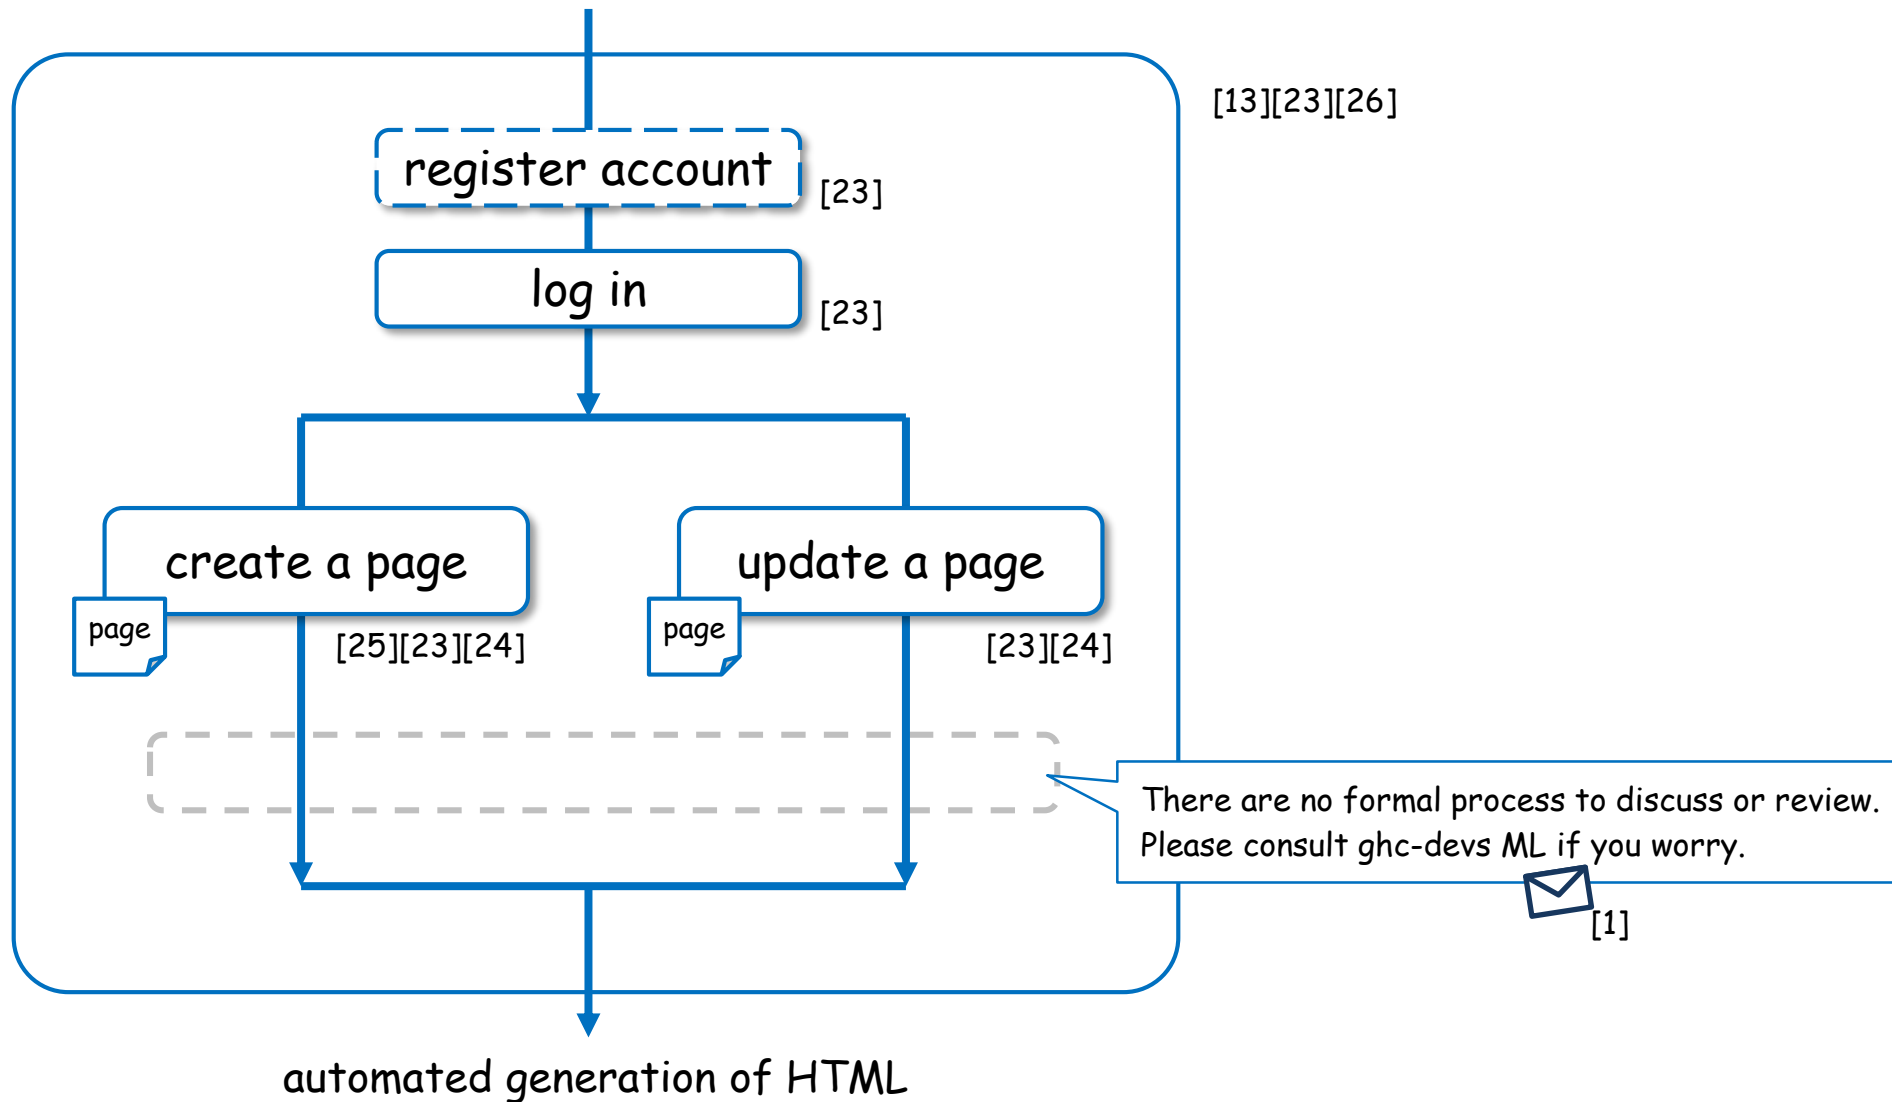 [13][23][26]
register account
[23]
log in
[23]
create a page
update a page
page
page
[25][23][24]
[23][24]
There are no formal process to discuss or review.
Please consult ghc-devs ML if you worry.
[1]
automated generation of HTML